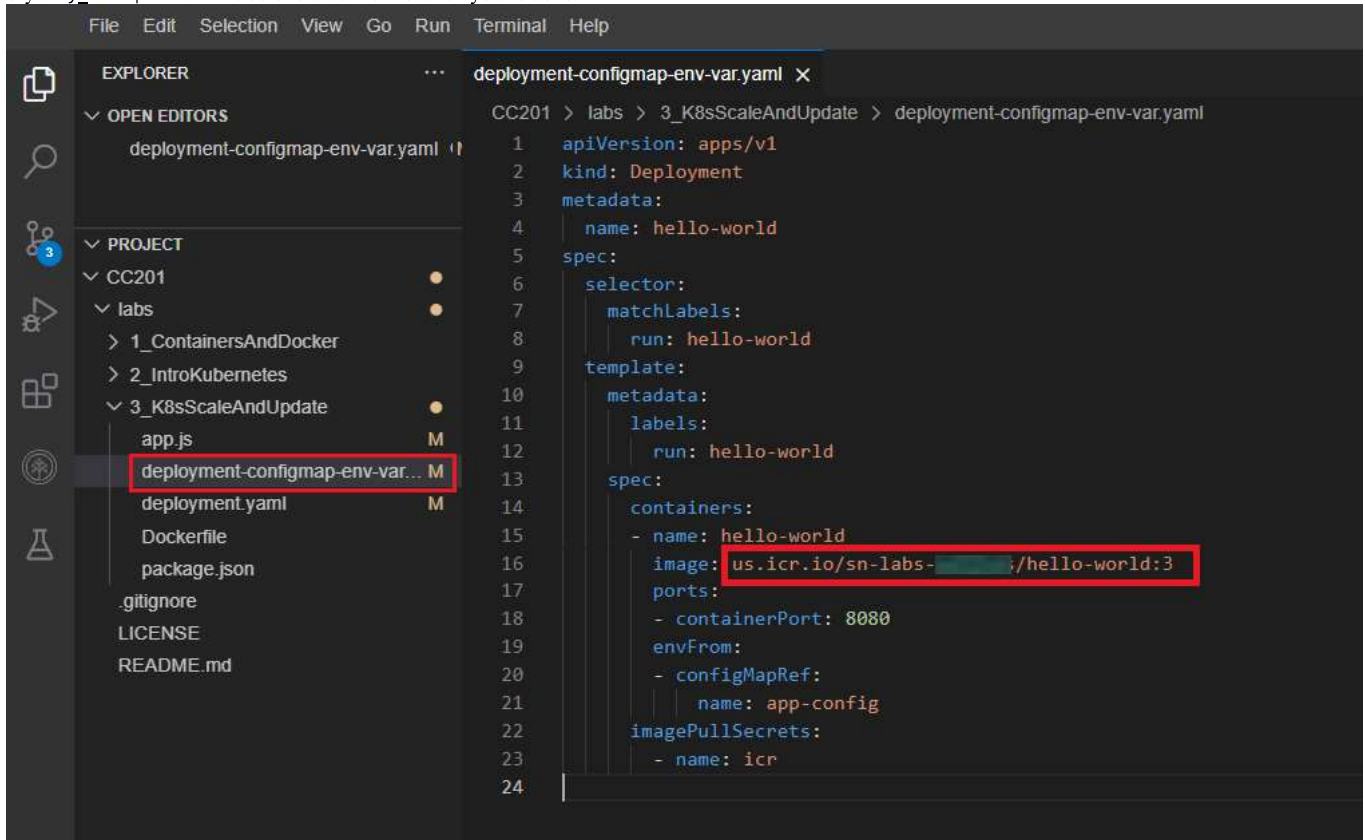 File Edit Selection View Go Run Terminal Help
EXPLORER ...
OPEN EDITORS
deployment-configmap-env-var.yaml
PROJECT
CC201
labs
1_ContainersAndDocker
2_IntroKubernetes
3_K8sScaleAndUpdate
app.js M
deployment-configmap-env-var... M
deployment.yaml M
Dockerfile
package.json
.gitignore
LICENSE
README.md
3
deployment-configmap-env-var.yaml ×
CC201 > labs > 3_K8sScaleAndUpdate > deployment-configmap-env-var.yaml
1 apiVersion: apps/v1
2 kind: Deployment
3 metadata:
4 name: hello-world
5 spec:
6 selector:
7 matchLabels:
8 run: hello-world
9 template:
10 metadata:
11 labels:
12 run: hello-world
13 spec:
14 containers:
15 - name: hello-world
16 image: us.icr.io/sn-labs- /hello-world:3
17 ports:
18 - containerPort: 8080
19 envFrom:
20 - configMapRef:
21 name: app-config
22 imagePullSecrets:
23 - name: icr
24